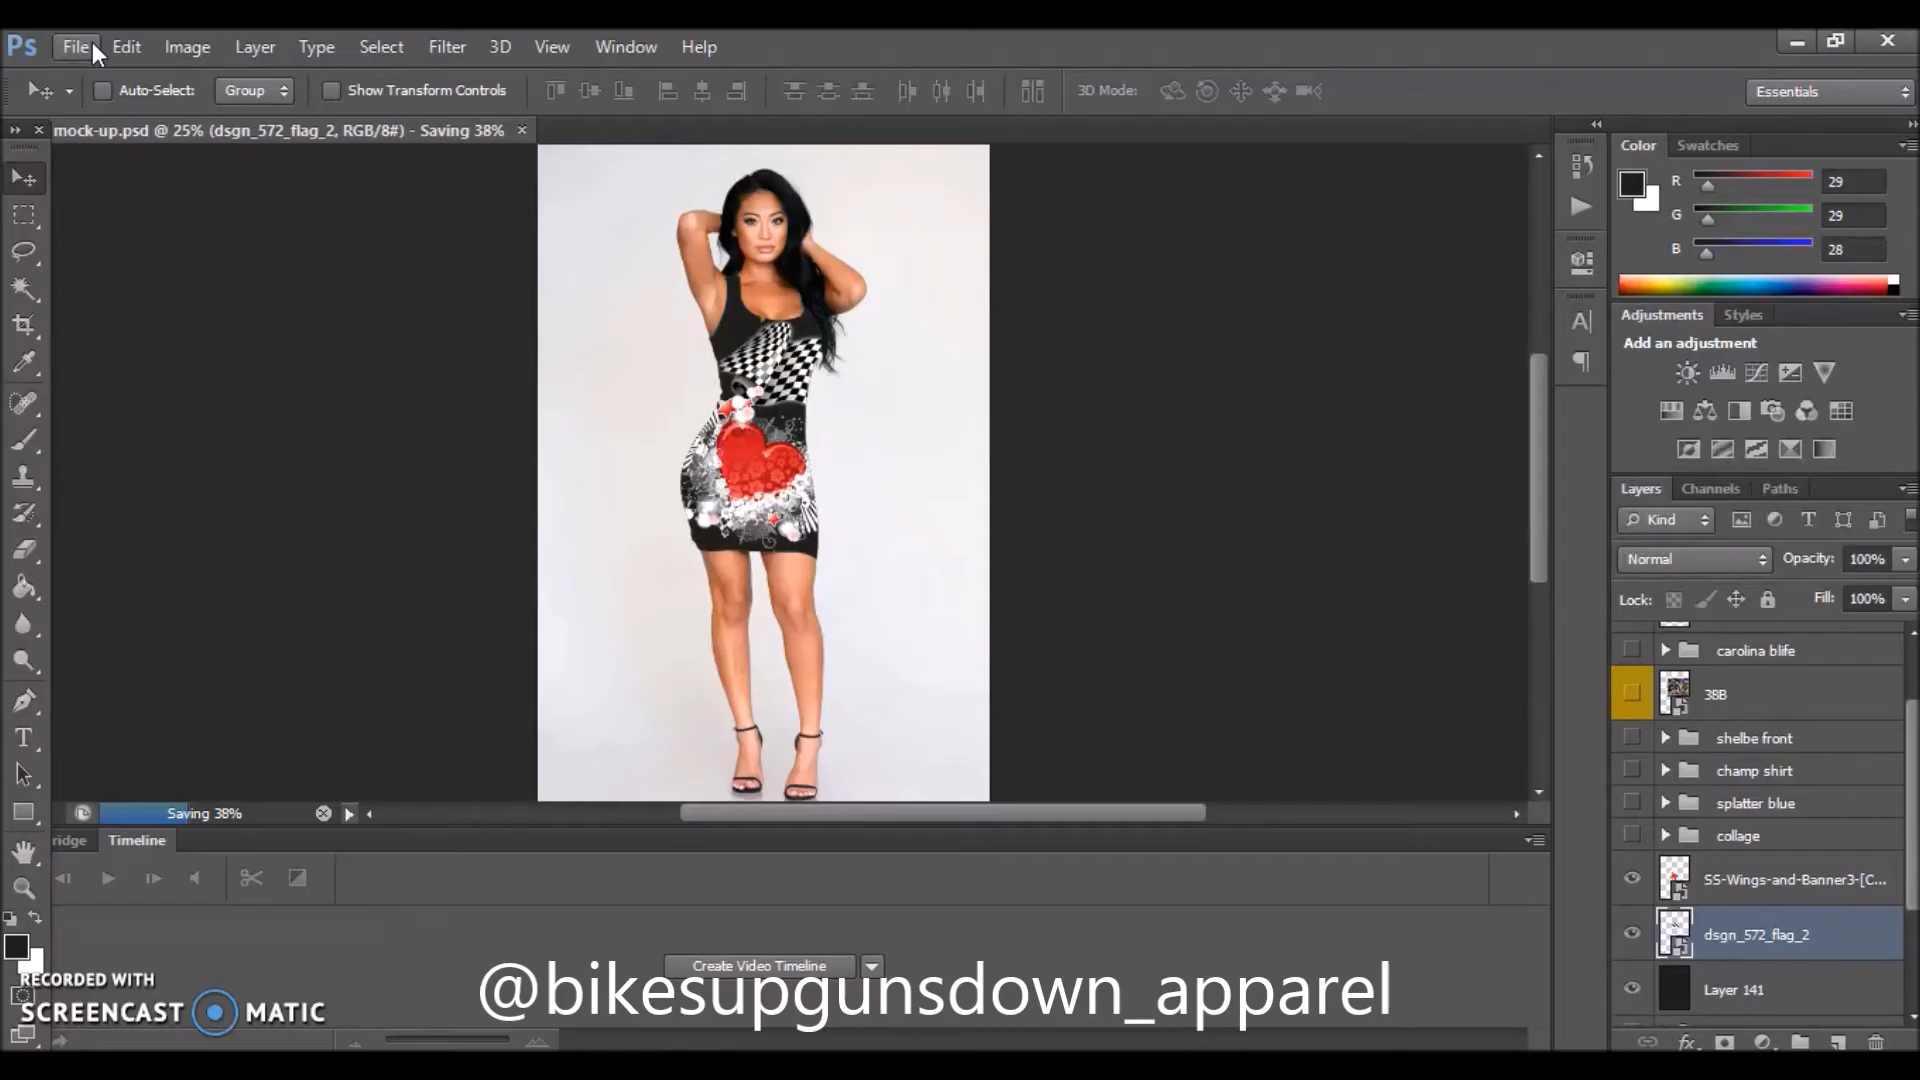 Ps File Edit Image Layer Type Select Filter 3D View Window Help
Auto-Select: Group Show Transform Controls 3D Mode: Essentials
mock-up.psd @ 25% (dsgn_572_flag_2, RGB/8#) - Saving 38%
Color Swatches
R 29
G 29
B 28
Adjustments Styles
Add an adjustment
Layers Channels Paths
Kind
Normal Opacity: 100%
Lock: Fill: 100%
carolina blife
38B
shelbe front
champ shirt
splatter blue
collage
SS-Wings-and-Banner3-[C...
dsgn_572_flag_2
Layer 141
Saving 38%
ridge Timeline
Create Video Timeline
@bikesupgunsdown_apparel
RECORDED WITH
SCREENCAST MATIC